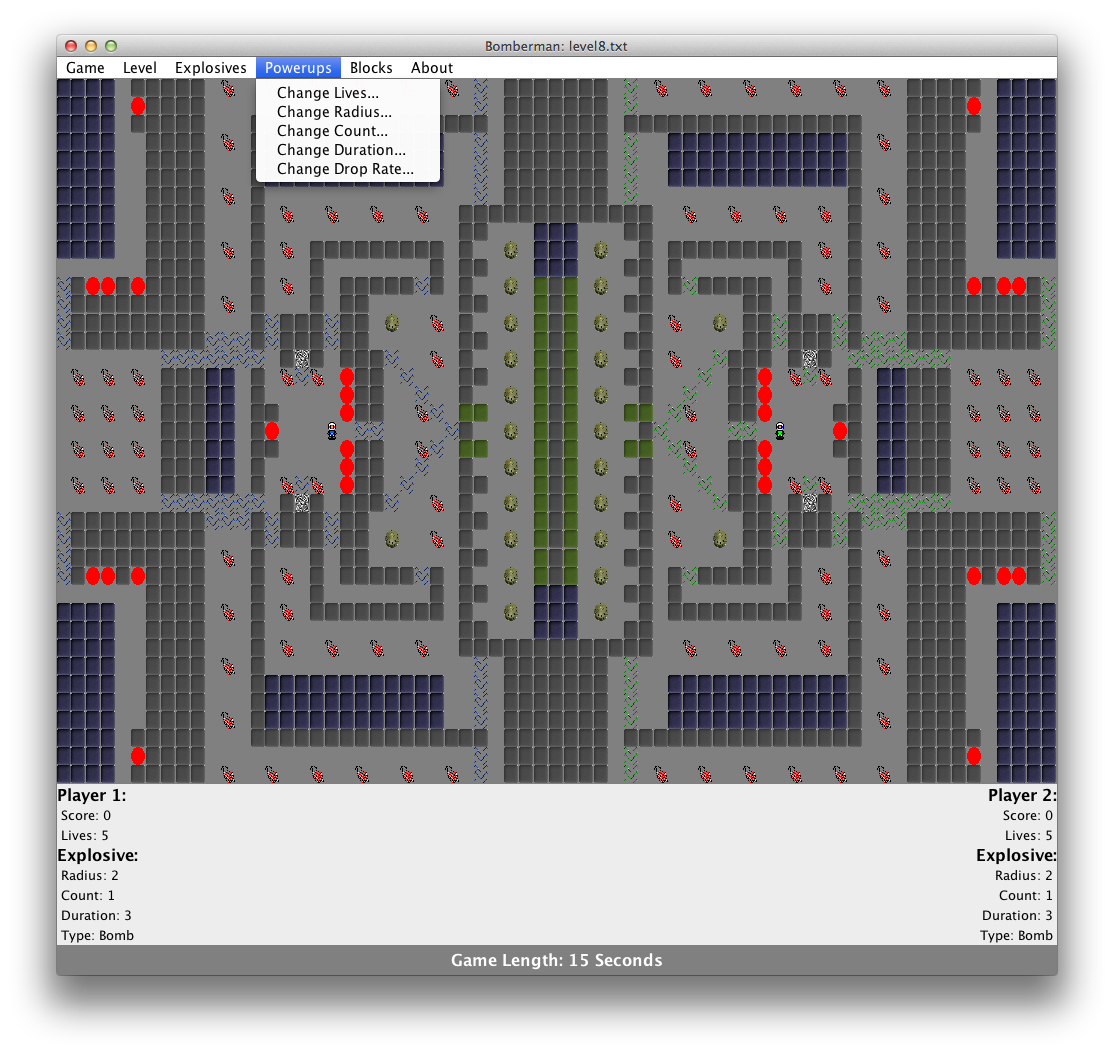 Bomberman: level8.txt
Game Level Explosives Powerups Blocks About
Change Lives...
Change Radius...
Change Count...
Change Duration...
Change Drop Rate...
Player 1:
Score: 0
Lives: 5
Explosive:
Radius: 2
Count: 1
Duration: 3
Type: Bomb
Player 2:
Score: 0
Lives: 5
Explosive:
Radius: 2
Count: 1
Duration: 3
Type: Bomb
Game Length: 15 Seconds